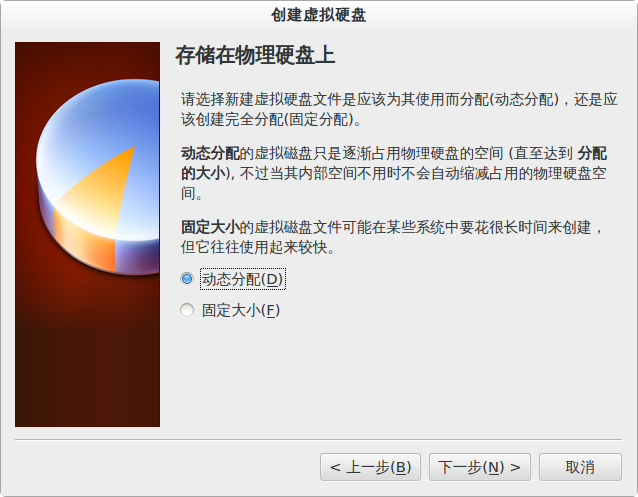 创建虚拟硬盘
存储在物理硬盘上
请选择新建虚拟硬盘文件是应该为其使用而分配(动态分配)，还是应
该创建完全分配(固定分配)。
动态分配的虚拟磁盘只是逐渐占用物理硬盘的空间 (直至达到 分配
的大小), 不过当其内部空间不用时不会自动缩减占用的物理硬盘空
间。
固定大小的虚拟磁盘文件可能在某些系统中要花很长时间来创建，
但它往往使用起来较快。
动态分配(D)
固定大小(F)
< 上一步(B)
下一步(N) >
取消